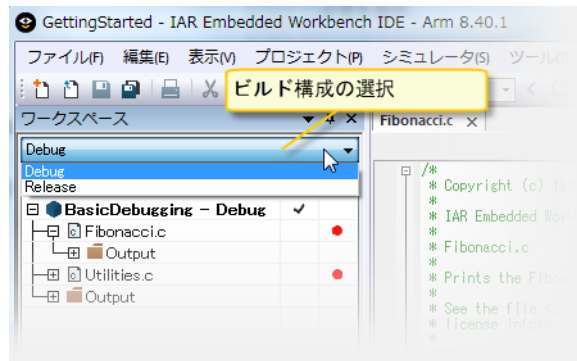 GettingStarted - IAR Embedded Workbench IDE - Arm 8.40.1
ファイル(F) 編集(E) 表示(V) プロジェクト(P) シミュレータ(S) ツール(T)
ビルド構成の選択
ワークスペース
Fibonacci.c
Debug
Debug
Release
BasicDebugging - Debug
Fibonacci.c
Output
Utilities.c
Output
/*
* Copyright (c)
*
* IAR Embedded
*
* Fibonacci.c
*
* Prints the
*
* See the file
* license
*